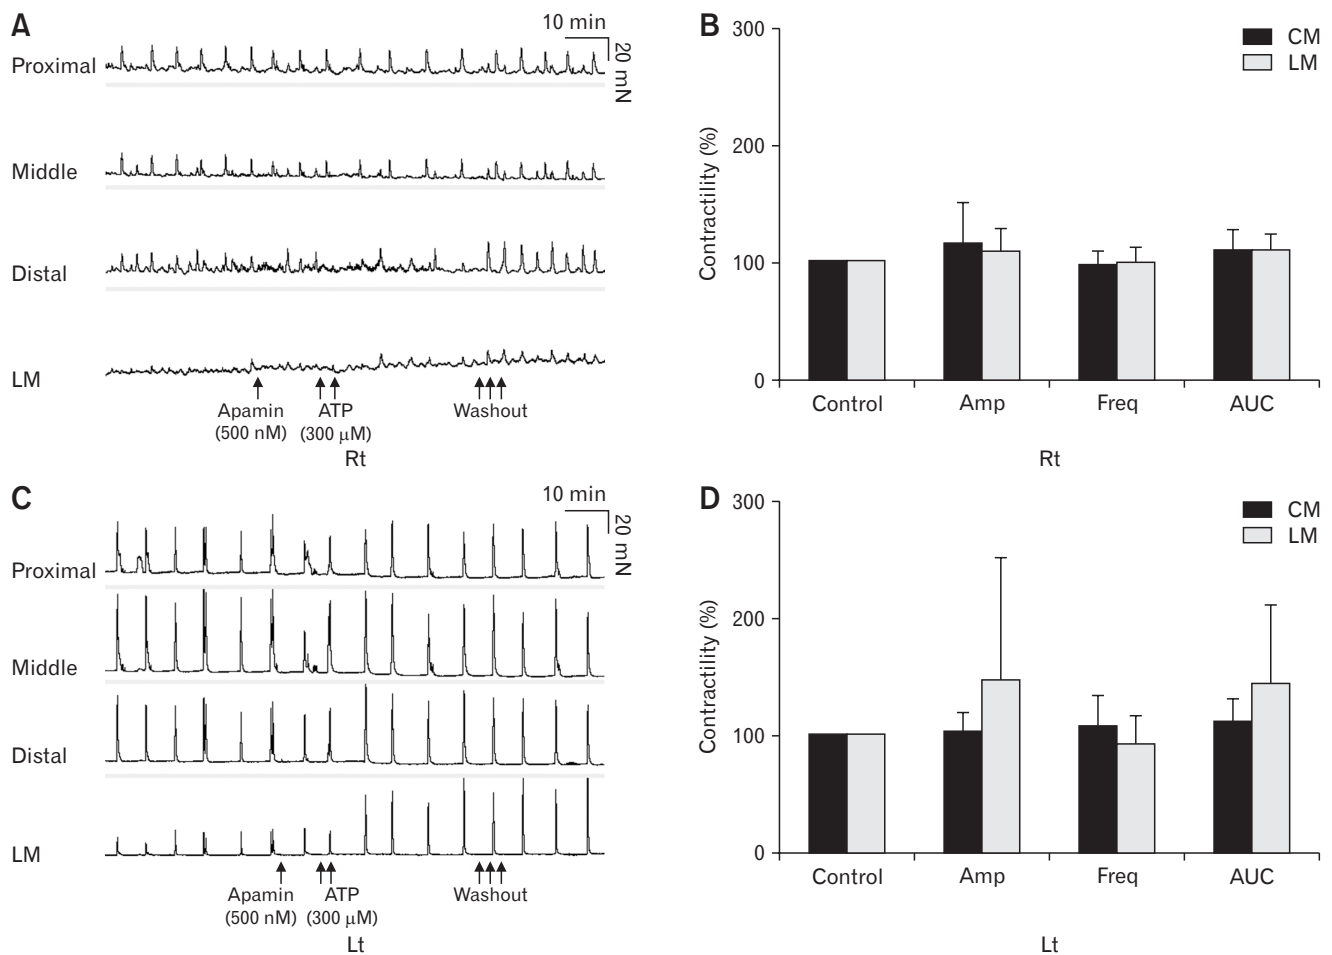 A
10 min
20 mN
Proximal
Middle
Distal
LM
Apamin
(500 nM)
ATP
(300 μM)
Washout
Rt
B
300
200
100
0
Contractility (%)
CM
LM
Control
Amp
Freq
AUC
Rt
C
10 min
20 mN
Proximal
Middle
Distal
LM
Apamin
(500 nM)
ATP
(300 μM)
Washout
Lt
D
300
200
100
0
Contractility (%)
CM
LM
Control
Amp
Freq
AUC
Lt